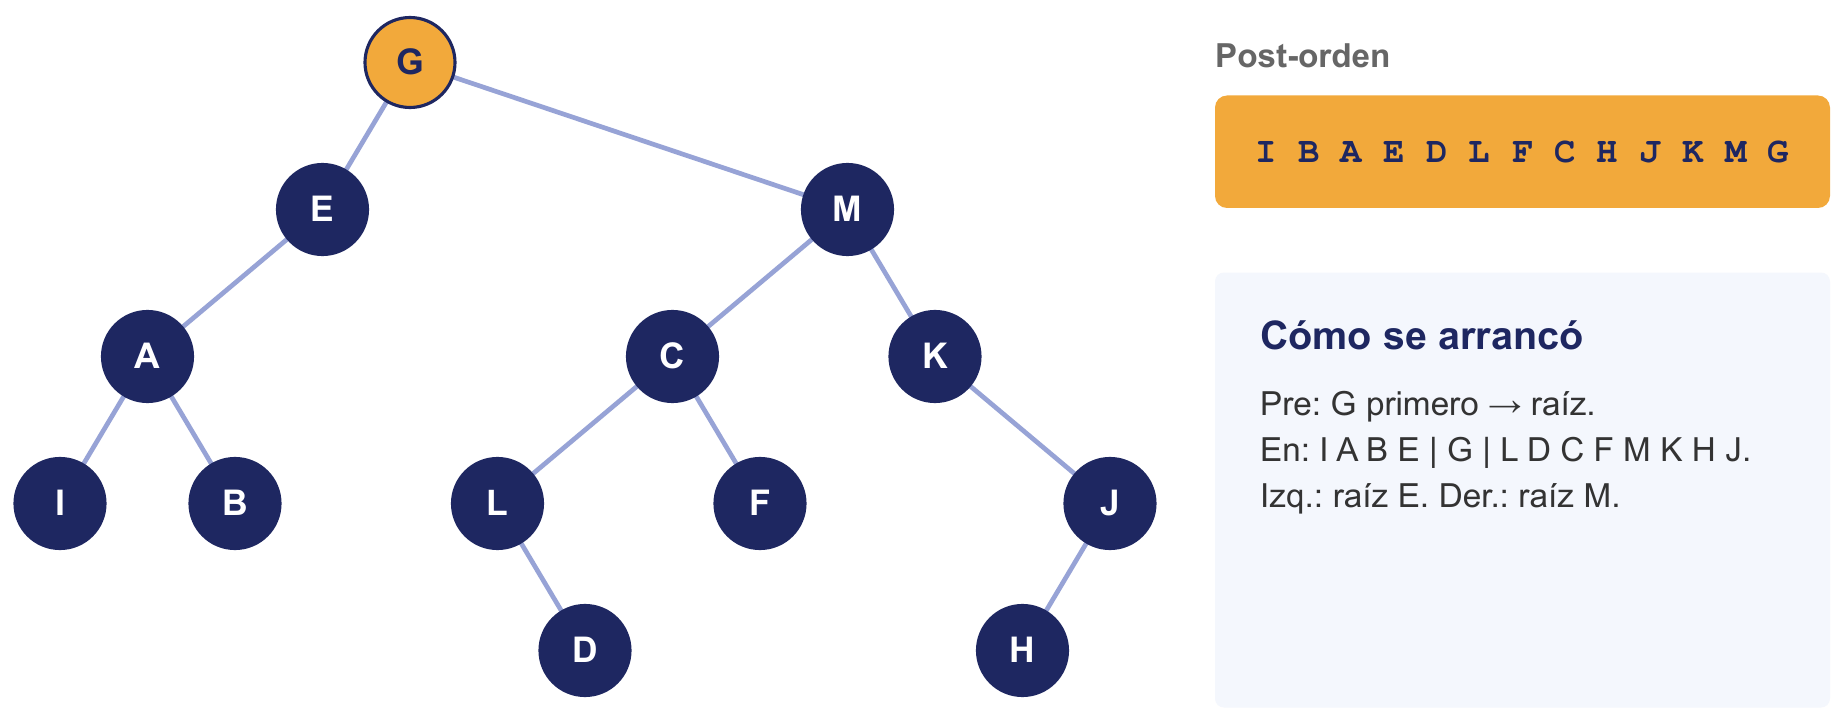 G
E
M
A
C
K
I
B
L
F
J
D
H
Post-orden
I B A E D L F C H J K M G
Cómo se arrancó
Pre: G primero → raíz.
En: I A B E | G | L D C F M K H J.
Izq.: raíz E. Der.: raíz M.